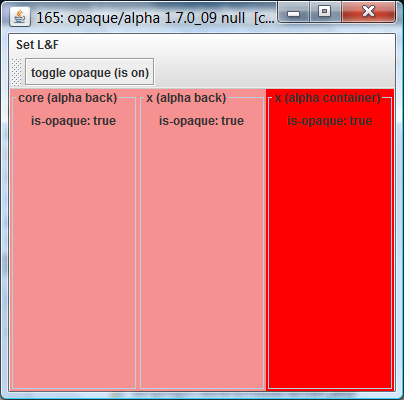 165: opaque/alpha 1.7.0_09 null [c...
Set L&F
toggle opaque (is on)
core (alpha back) x (alpha back) x (alpha container)
is-opaque: true is-opaque: true is-opaque: true